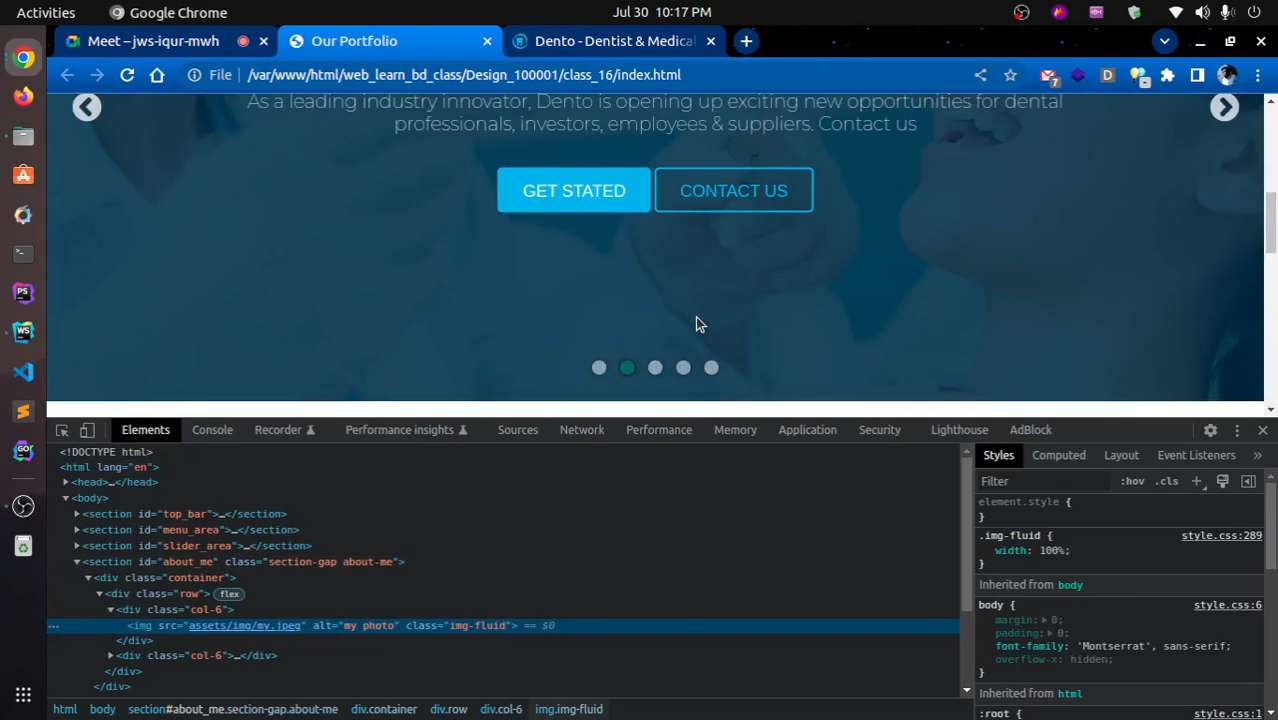 Activities
Google Chrome
Jul 30 10:17 PM
Meet – jws-iqur-mwh
Our Portfolio
Dento - Dentist & Medical
File
/var/www/html/web_learn_bd_class/Design_100001/class_16/index.html
7
D
As a leading industry innovator, Dento is opening up exciting new opportunities for dental
professionals, investors, employees & suppliers. Contact us
GET STATED
CONTACT US
PS
WS
GO
Elements
Console
Recorder
Performance insights
Sources
Network
Performance
Memory
Application
Security
Lighthouse
AdBlock
<!DOCTYPE html>
<html lang="en">
<head>…</head>
<body>
<section id="top_bar">…</section>
<section id="menu_area">…</section>
<section id="slider_area">…</section>
<section id="about_me" class="section-gap about-me">
<div class="container">
<div class="row"> flex
<div class="col-6">
<img src="assets/img/my.jpeg" alt="my photo" class="img-fluid"> == $0
</div>
<div class="col-6">…</div>
</div>
</div>
html body section#about_me.section-gap.about-me div.container div.row div.col-6 img.img-fluid
Styles
Computed
Layout
Event Listeners
Filter
:hov .cls
element.style {
}
.img-fluid { style.css:289
width: 100%;
}
Inherited from body
body { style.css:6
margin: 0;
padding: 0;
font-family: 'Montserrat', sans-serif;
overflow-x: hidden;
}
Inherited from html
:root { style.css:1